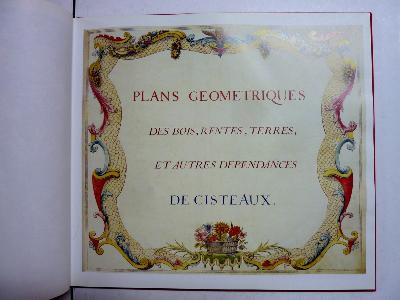 PLANS GEOMETRIQUES
DES BOIS, RENTES, TERRES,
ET AUTRES DEPENDANCES
DE CISTEAUX.